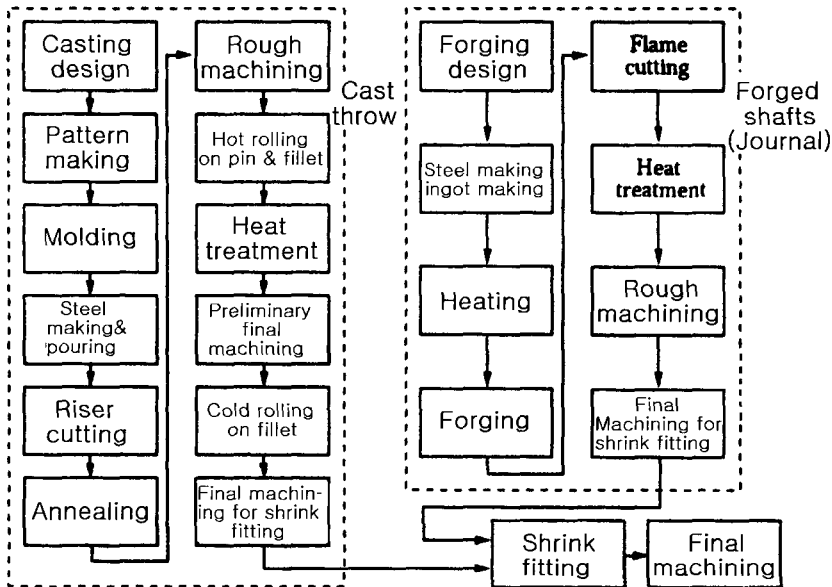 Casting
design
Pattern
making
Molding
Steel
making&
pouring
Riser
cutting
Annealing
Rough
machining
Hot rolling
on pin & fillet
Heat
treatment
Preliminary
final
machining
Cold rolling
on fillet
Final machin-
ing for shrink
fitting
Cast
throw
Forging
design
Steel making
ingot making
Heating
Forging
Flame
cutting
Heat
treatment
Rough
machining
Final
Machining for
shrink fitting
Forged
shafts
(Journal)
Shrink
fitting
Final
machining